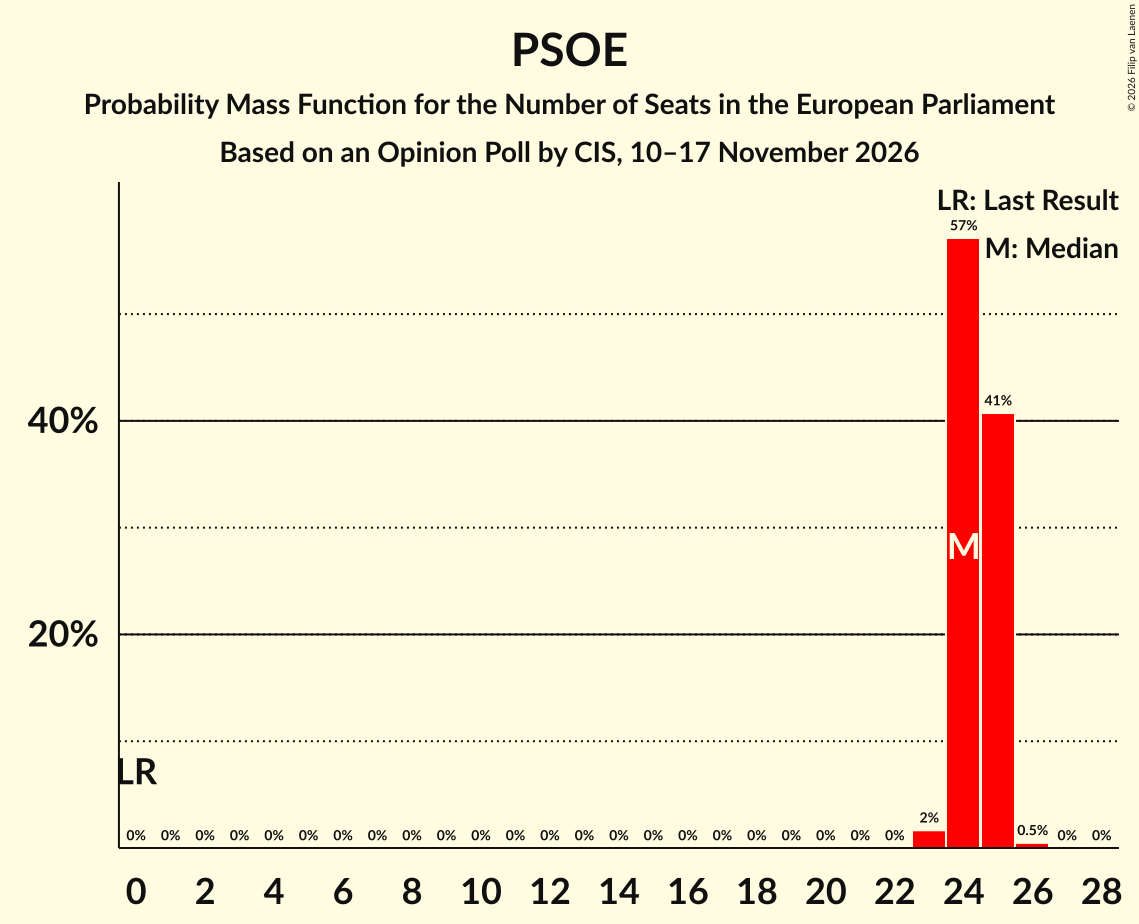 PSOE
Probability Mass Function for the Number of Seats in the European Parliament
Based on an Opinion Poll by CIS, 10–17 November 2026
© 2026 Filip van Laenen
LR: Last Result
M: Median
57%
41%
40%
M
20%
LR
2%
0.5%
0% 0% 0% 0% 0% 0% 0% 0% 0% 0% 0% 0% 0% 0% 0% 0% 0% 0% 0% 0% 0% 0% 0% 0% 0%
0 2 4 6 8 10 12 14 16 18 20 22 24 26 28